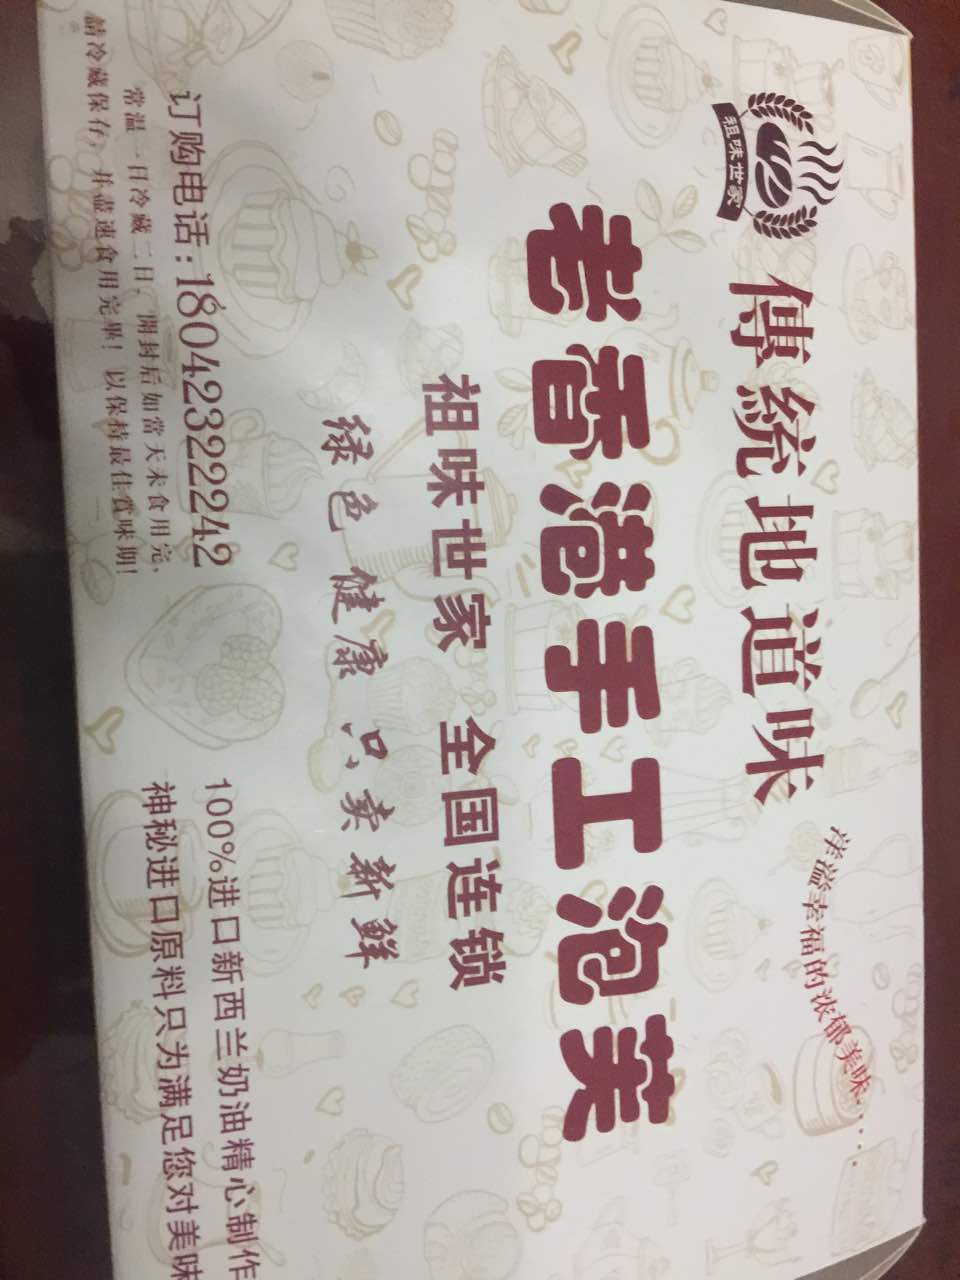 祖味世家
傳統地道味
洋溢幸福的浓郁美味....
老香港手工泡芙
祖味世家 全国连锁
绿色 健康 只卖新鲜
订购电话:18042322242
常温一日冷藏二日,開封后如當天未食用完,
請冷藏保存,并盡速食用完畢!以保持最佳賞味期!
100%进口新西兰奶油精心制作
神秘进口原料只为满足您对美味